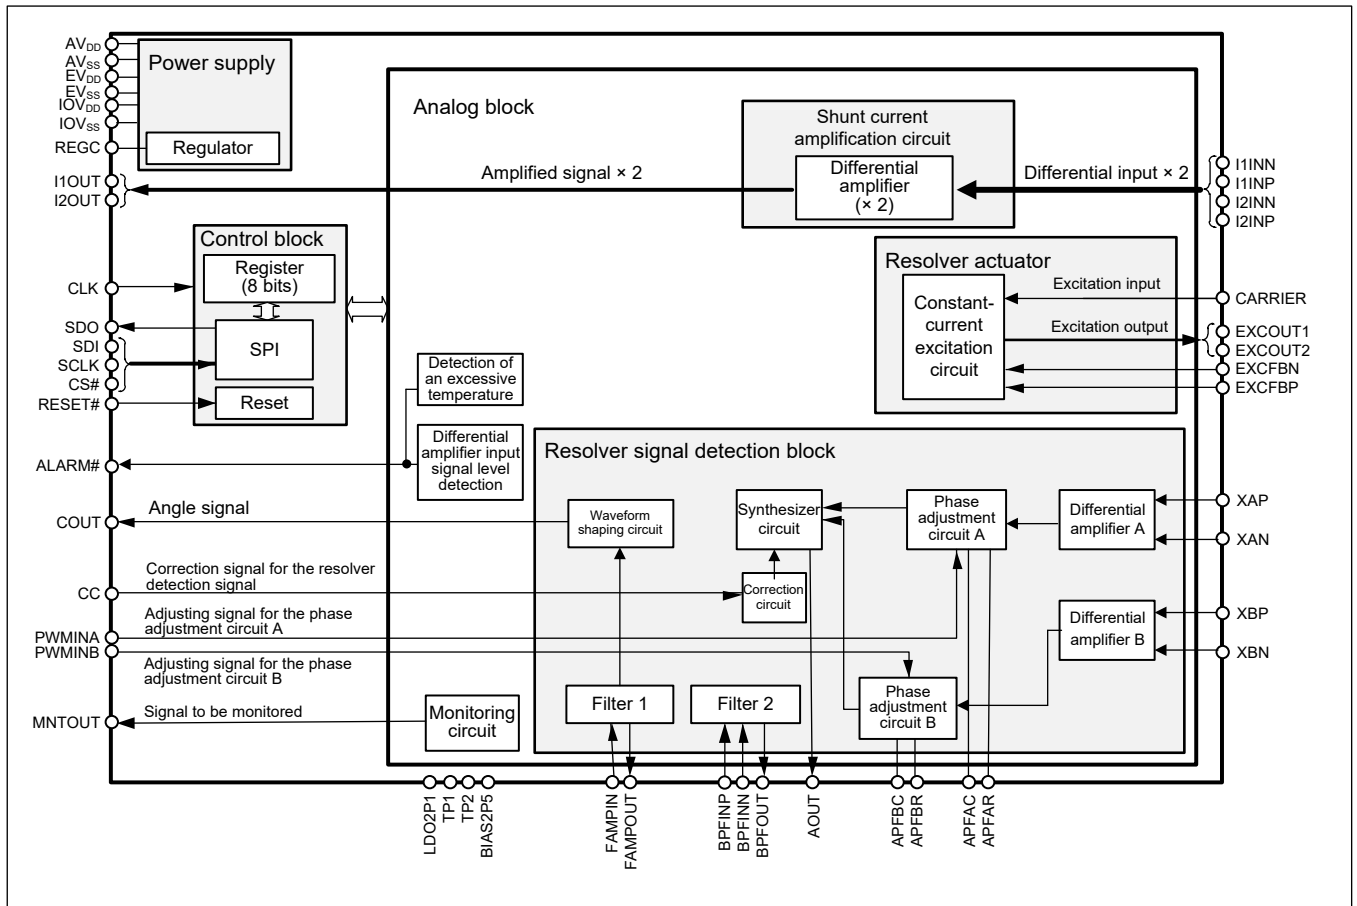 AVDD
AVSS
EVDD
EVSS
IOVDD
IOVSS
REGC
I1OUT
I2OUT
CLK
SDO
SDI
SCLK
CS#
RESET#
ALARM#
COUT
CC
PWMINA
PWMINB
MNTOUT
Power supply
Regulator
Control block
Register
(8 bits)
SPI
Reset
Analog block
Amplified signal × 2
Shunt current
amplification circuit
Differential
amplifier
(× 2)
Differential input × 2
I1INN
I1INP
I2INN
I2INP
Resolver actuator
Constant-
current
excitation
circuit
Excitation input
Excitation output
CARRIER
EXCOUT1
EXCOUT2
EXCFBN
EXCFBP
Detection of
an excessive
temperature
Differential
amplifier input
signal level
detection
Resolver signal detection block
Angle signal
Waveform
shaping circuit
Synthesizer
circuit
Phase
adjustment
circuit A
Differential
amplifier A
XAP
XAN
Correction signal for the resolver
detection signal
Correction
circuit
Adjusting signal for the phase
adjustment circuit A
Adjusting signal for the phase
adjustment circuit B
Differential
amplifier B
XBP
XBN
Signal to be monitored
Monitoring
circuit
Filter 1
Filter 2
Phase
adjustment
circuit B
LDO2P1
TP1
TP2
BIAS2P5
FAMPIN
FAMPOUT
BPFINP
BPFINN
BPFOUT
AOUT
APFBC
APFBR
APFAC
APFAR